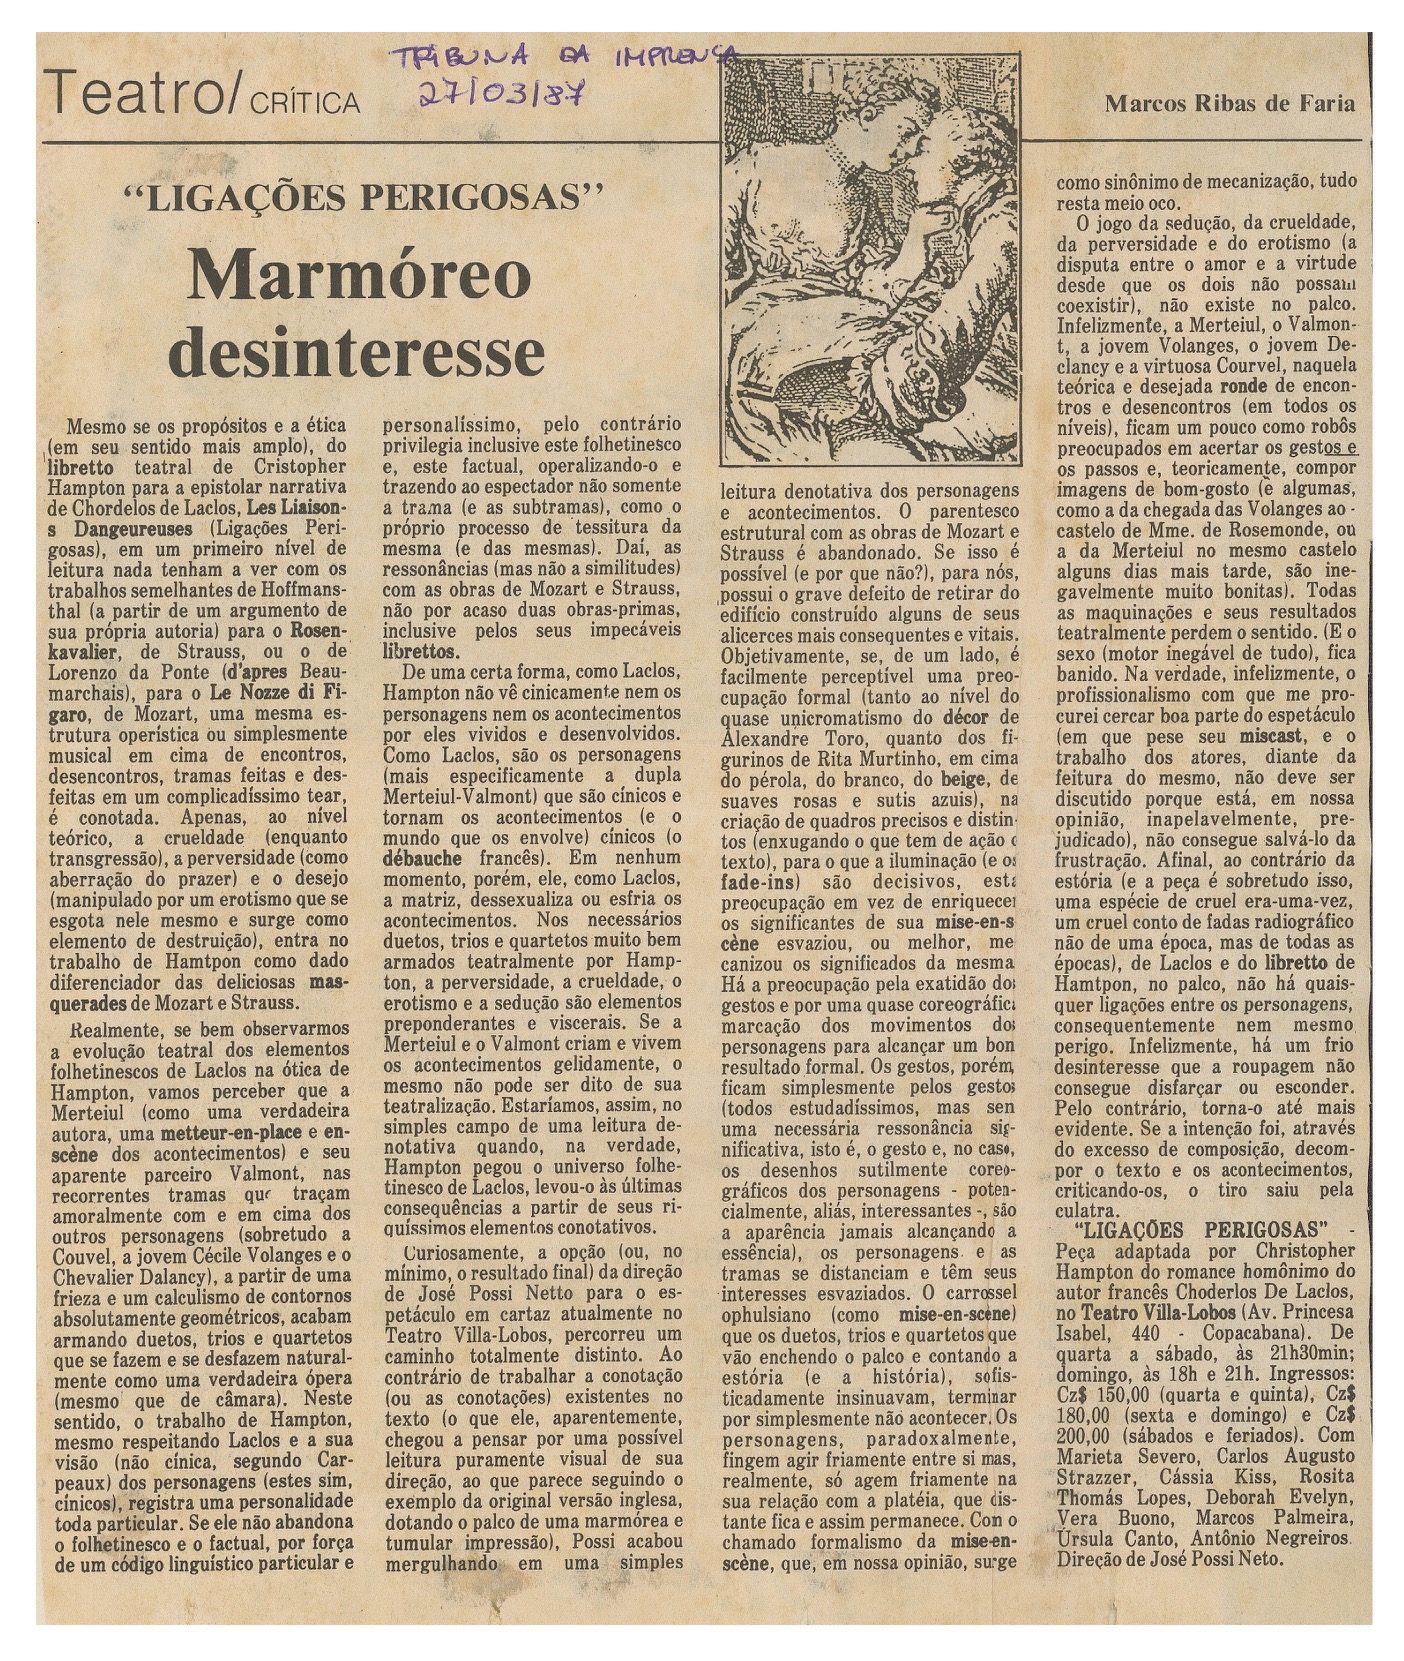 TRIBUNA DA IMPRENSA
27/03/87
Teatro/ CRÍTICA
Marcos Ribas de Faria
“LIGAÇÕES PERIGOSAS”
Marmóreo
desinteresse
Mesmo se os propósitos e a ética
(em seu sentido mais amplo), do
libretto teatral de Cristopher
Hampton para a epistolar narrativa
de Chordelos de Laclos, Les Liaison-
s Dangeureuses (Ligações Peri-
gosas), em um primeiro nível de
leitura nada tenham a ver com os
trabalhos semelhantes de Hoffmans-
thal (a partir de um argumento de
sua própria autoria) para o Rosen-
kavalier, de Strauss, ou o de
Lorenzo da Ponte (d'apres Beau-
marchais), para o Le Nozze di Fi-
garo, de Mozart, uma mesma es-
trutura operística ou simplesmente
musical em cima de encontros,
desencontros, tramas feitas e des-
feitas em um complicadíssimo tear,
é conotada. Apenas, ao nível
teórico, a crueldade (enquanto
transgressão), a perversidade (como
aberração do prazer) e o desejo
(manipulado por um erotismo que se
esgota nele mesmo e surge como
elemento de destruição), entra no
trabalho de Hamtpon como dado
diferenciador das deliciosas mas-
querades de Mozart e Strauss.
Realmente, se bem observarmos
a evolução teatral dos elementos
folhetinescos de Laclos na ótica de
Hampton, vamos perceber que a
Merteiul (como uma verdadeira
autora, uma metteur-en-place e en-
scène dos acontecimentos) e seu
aparente parceiro Valmont, nas
recorrentes tramas que traçam
amoralmente com e em cima dos
outros personagens (sobretudo a
Couvel, a jovem Cécile Volanges e o
Chevalier Dalancy), a partir de uma
frieza e um calculismo de contornos
absolutamente geométricos, acabam
armando duetos, trios e quartetos
que se fazem e se desfazem natural-
mente como uma verdadeira ópera
(mesmo que de câmara). Neste
sentido, o trabalho de Hampton,
mesmo respeitando Laclos e a sua
visão (não cínica, segundo Car-
peaux) dos personagens (estes sim,
cínicos), registra uma personalidade
toda particular. Se ele não abandona
o folhetinesco e o factual, por força
de um código linguístico particular e
personalíssimo, pelo contrário
privilegia inclusive este folhetinesco
e, este factual, operalizando-o e
trazendo ao espectador não somente
a trama (e as subtramas), como o
próprio processo de tessitura da
mesma (e das mesmas). Daí, as
ressonâncias (mas não a similitudes)
com as obras de Mozart e Strauss,
não por acaso duas obras-primas,
inclusive pelos seus impecáveis
librettos.
De uma certa forma, como Laclos,
Hampton não vê cinicamente nem os
personagens nem os acontecimentos
por eles vividos e desenvolvidos.
Como Laclos, são os personagens
(mais especificamente a dupla
Merteiul-Valmont) que são cínicos e
tornam os acontecimentos (e o
mundo que os envolve) cínicos (o
débauche francês). Em nenhum
momento, porém, ele, como Laclos,
a matriz, dessexualiza ou esfria os
acontecimentos. Nos necessários
duetos, trios e quartetos muito bem
armados teatralmente por Hamp-
ton, a perversidade, a crueldade, o
erotismo e a sedução são elementos
preponderantes e viscerais. Se a
Merteiul e o Valmont criam e vivem
os acontecimentos gelidamente, o
mesmo não pode ser dito de sua
teatralização. Estaríamos, assim, no
simples campo de uma leitura de-
notativa quando, na verdade,
Hampton pegou o universo folhe-
tinesco de Laclos, levou-o às últimas
consequências a partir de seus ri-
quíssimos elementos conotativos.
Curiosamente, a opção (ou, no
mínimo, o resultado final) da direção
de José Possi Netto para o es-
petáculo em cartaz atualmente no
Teatro Villa-Lobos, percorreu um
caminho totalmente distinto. Ao
contrário de trabalhar a conotação
(ou as conotações) existentes no
texto (o que ele, aparentemente,
chegou a pensar por uma possível
leitura puramente visual de sua
direção, ao que parece seguindo o
exemplo da original versão inglesa,
dotando o palco de uma marmórea e
tumular impressão), Possi acabou
mergulhando em uma simples
leitura denotativa dos personagens
e acontecimentos. O parentesco
estrutural com as obras de Mozart e
Strauss é abandonado. Se isso é
possível (e por que não?), para nós,
possui o grave defeito de retirar do
edifício construído alguns de seus
alicerces mais consequentes e vitais.
Objetivamente, se, de um lado, é
facilmente perceptível uma preo-
cupação formal (tanto ao nível do
quase unicromatismo do décor de
Alexandre Toro, quanto dos fi-
gurinos de Rita Murtinho, em cima
do pérola, do branco, do beige, de
suaves rosas e sutis azuis), na
criação de quadros precisos e distin-
tos (enxugando o que tem de ação e
texto), para o que a iluminação (e os
fade-ins) são decisivos, esta
preocupação em vez de enriquecer
os significantes de sua mise-en-s
cène esvaziou, ou melhor, me
canizou os significados da mesma
Há a preocupação pela exatidão dos
gestos e por uma quase coreográfica
marcação dos movimentos dos
personagens para alcançar um bon
resultado formal. Os gestos, porém,
ficam simplesmente pelos gestos
(todos estudadíssimos, mas sen
uma necessária ressonância sig-
nificativa, isto é, o gesto e, no caso,
os desenhos sutilmente coreo-
gráficos dos personagens - poten-
cialmente, aliás, interessantes -, são
a aparência jamais alcançando a
essência), os personagens e as
tramas se distanciam e têm seus
interesses esvaziados. O carrossel
ophulsiano (como mise-en-scène)
que os duetos, trios e quartetos que
vão enchendo o palco e contando a
estória (e a história), sofis-
ticadamente insinuavam, terminar
por simplesmente não acontecer. Os
personagens, paradoxalmente,
fingem agir friamente entre si mas,
realmente, só agem friamente na
sua relação com a platéia, que dis-
tante fica e assim permanece. Con o
chamado formalismo da mise-en-
scène, que, em nossa opinião, surge
como sinônimo de mecanização, tudo
resta meio oco.
O jogo da sedução, da crueldade,
da perversidade e do erotismo (a
disputa entre o amor e a virtude
desde que os dois não possam
coexistir), não existe no palco.
Infelizmente, a Merteiul, o Valmon-
t, a jovem Volanges, o jovem De-
clancy e a virtuosa Courvel, naquela
teórica e desejada ronde de encon-
tros e desencontros (em todos os
níveis), ficam um pouco como robôs
preocupados em acertar os gestos e
os passos e, teoricamente, compor
imagens de bom-gosto (e algumas,
como a da chegada das Volanges ao
castelo de Mme. de Rosemonde, ou
a da Merteiul no mesmo castelo
alguns dias mais tarde, são ine-
gavelmente muito bonitas). Todas
as maquinações e seus resultados
teatralmente perdem o sentido. (E o
sexo (motor inegável de tudo), fica
banido. Na verdade, infelizmente, o
profissionalismo com que me pro-
curei cercar boa parte do espetáculo
(em que pese seu miscast, e o
trabalho dos atores, diante da
feitura do mesmo, não deve ser
discutido porque está, em nossa
opinião, inapelavelmente, pre-
judicado), não consegue salvá-lo da
frustração. Afinal, ao contrário da
estória (e a peça é sobretudo isso,
uma espécie de cruel era-uma-vez,
um cruel conto de fadas radiográfico
não de uma época, mas de todas as
épocas), de Laclos e do libretto de
Hamtpon, no palco, não há quais-
quer ligações entre os personagens,
consequentemente nem mesmo
perigo. Infelizmente, há um frio
desinteresse que a roupagem não
consegue disfarçar ou esconder.
Pelo contrário, torna-o até mais
evidente. Se a intenção foi, através
do excesso de composição, decom-
por o texto e os acontecimentos,
criticando-os, o tiro saiu pela
culatra.
“LIGAÇÕES PERIGOSAS” -
Peça adaptada por Christopher
Hampton do romance homônimo do
autor francês Choderlos De Laclos,
no Teatro Villa-Lobos (Av. Princesa
Isabel, 440 - Copacabana). De
quarta a sábado, às 21h30min;
domingo, às 18h e 21h. Ingressos:
Cz$ 150,00 (quarta e quinta), Cz$
180,00 (sexta e domingo) e Cz$
200,00 (sábados e feriados). Com
Marieta Severo, Carlos Augusto
Strazzer, Cássia Kiss, Rosita
Thomás Lopes, Deborah Evelyn,
Vera Buono, Marcos Palmeira,
Úrsula Canto, Antônio Negreiros.
Direção de José Possi Neto.